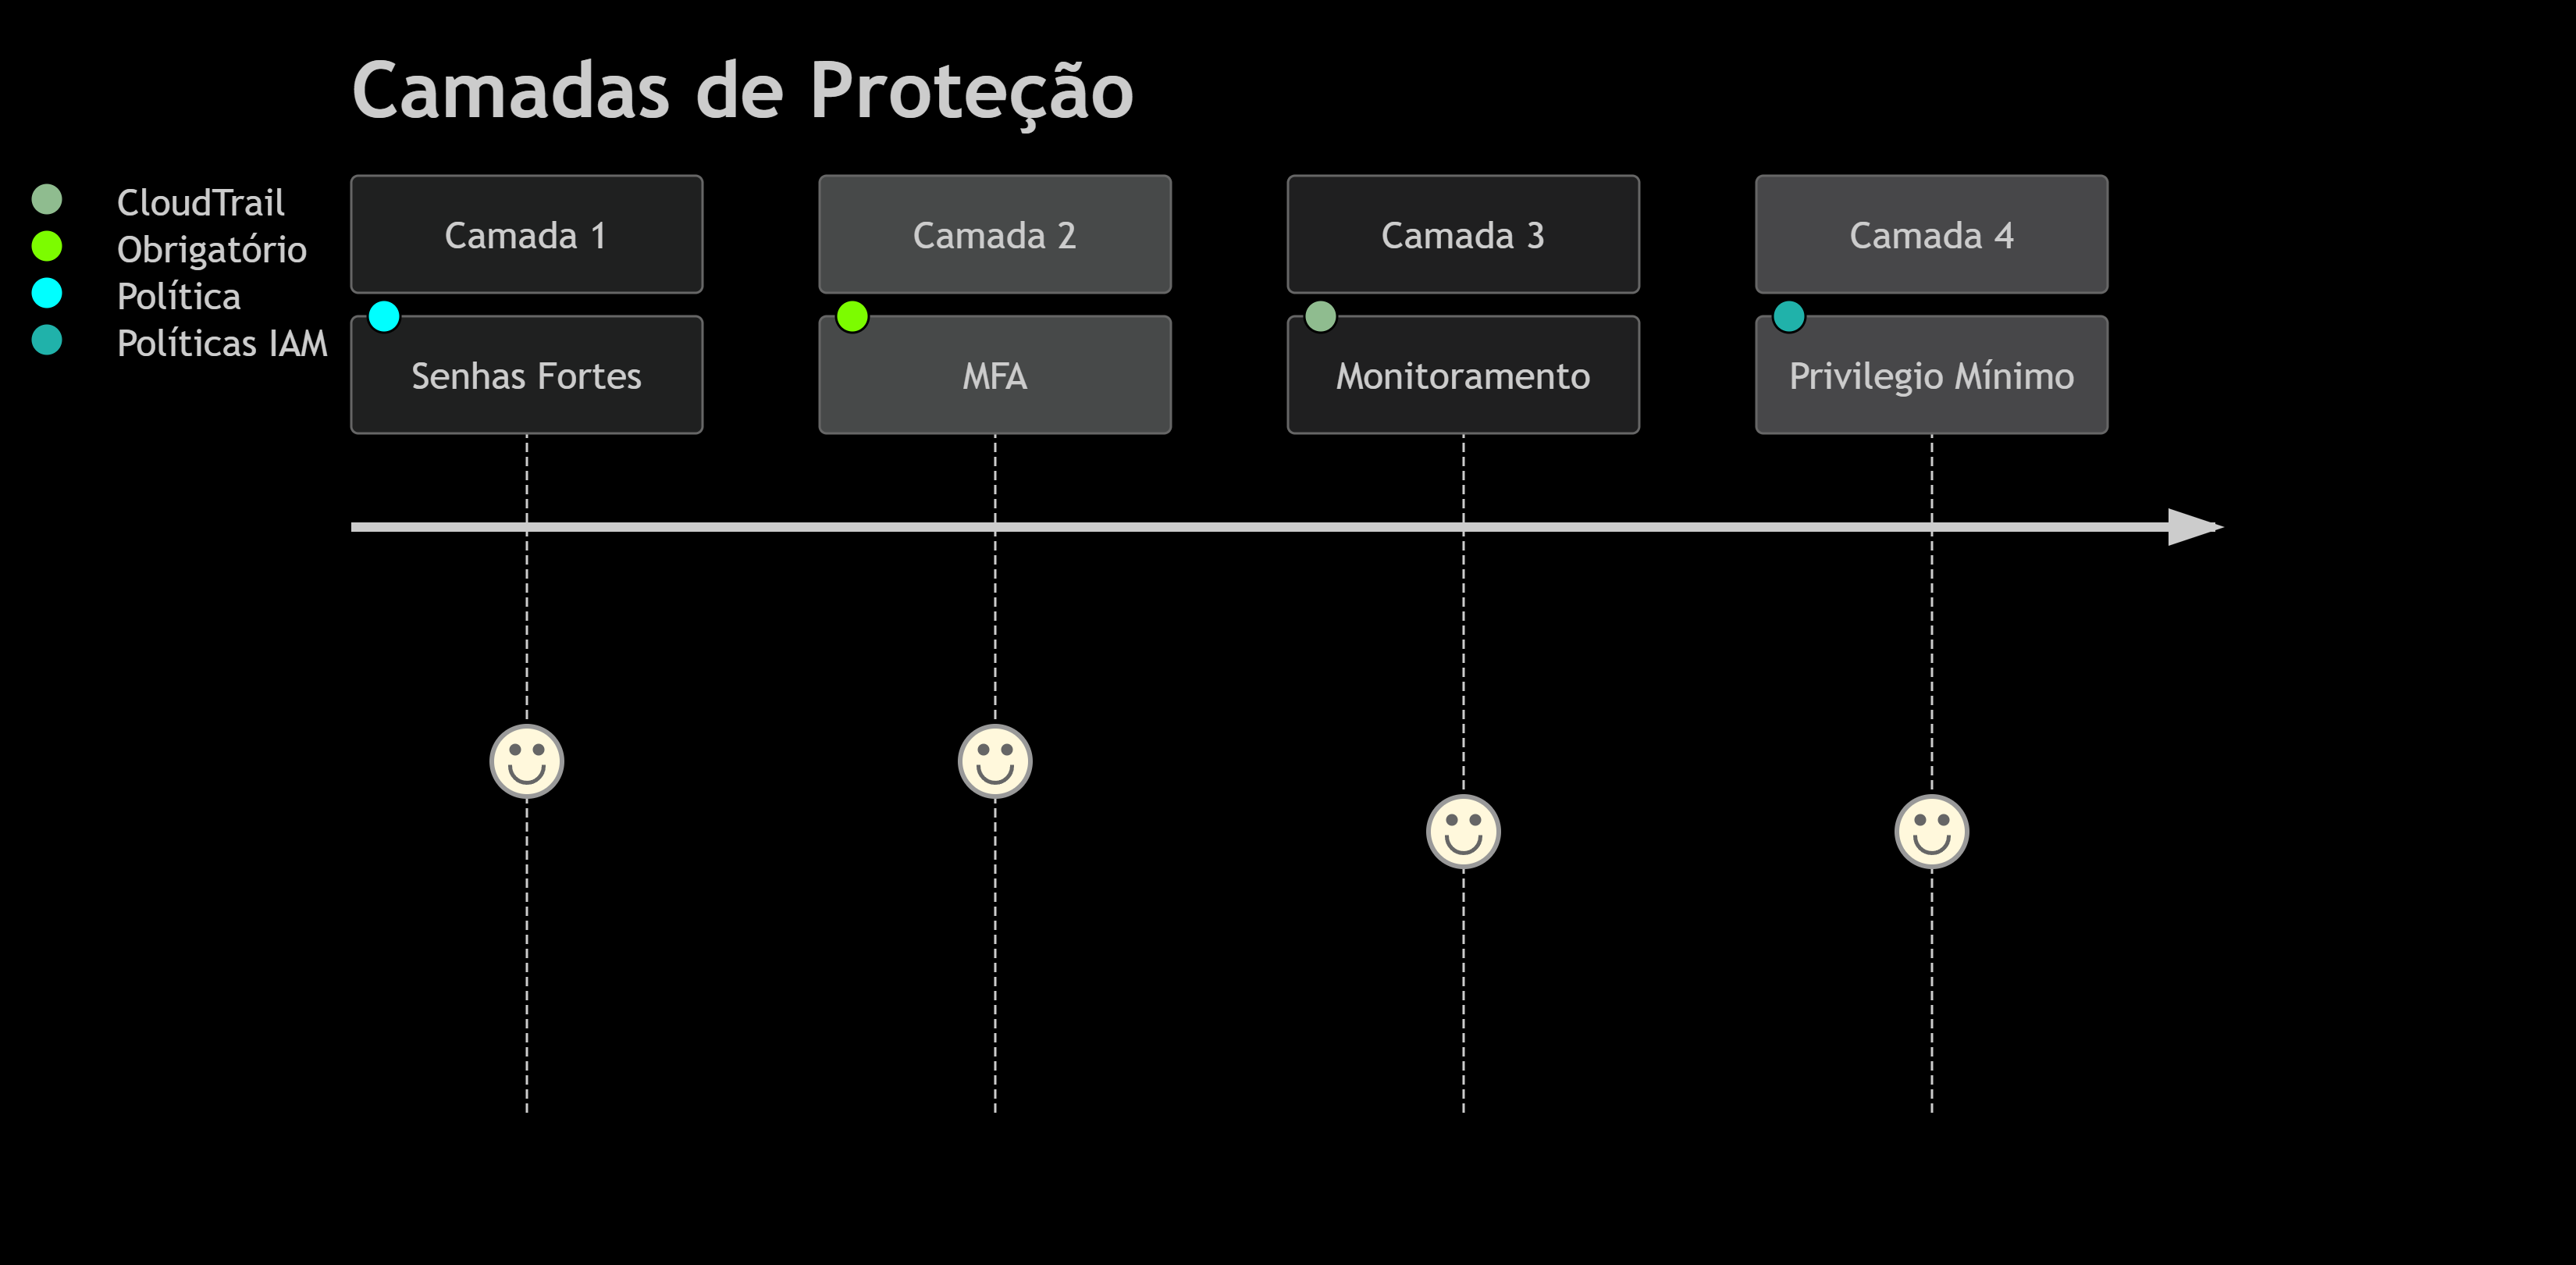 Camadas de Proteção
CloudTrail
Obrigatório
Política
Políticas IAM
Camada 1
Camada 2
Camada 3
Camada 4
Senhas Fortes
MFA
Monitoramento
Privilegio Mínimo